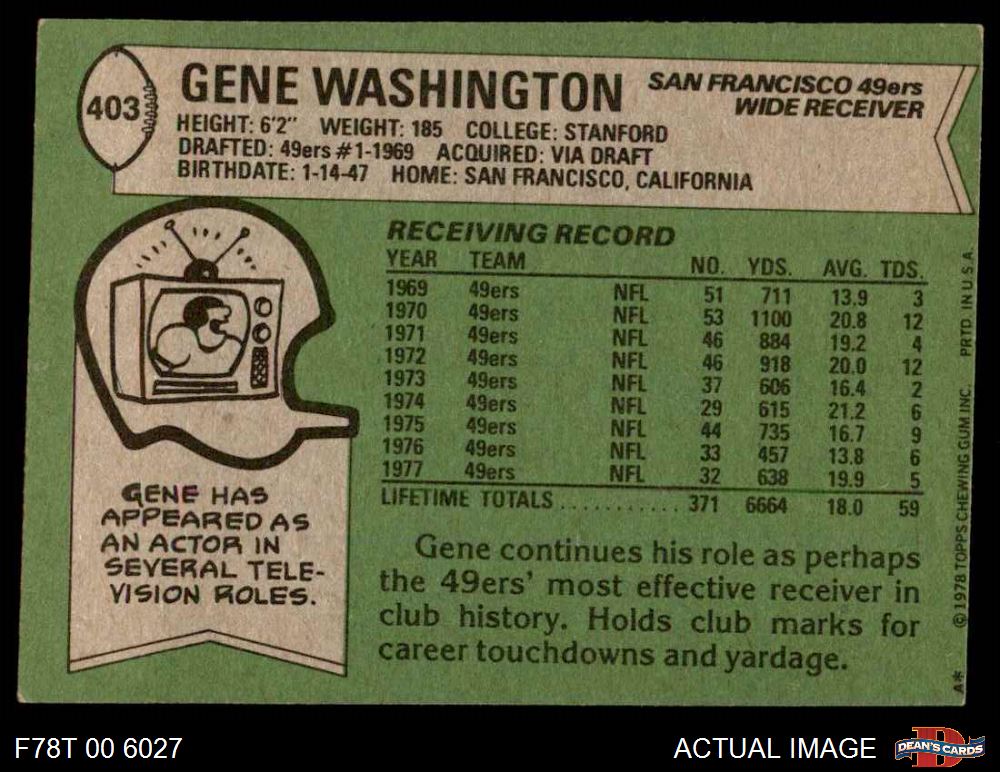 403
GENE WASHINGTON
SAN FRANCISCO 49ers
WIDE RECEIVER
HEIGHT: 6'2" WEIGHT: 185 COLLEGE: STANFORD
DRAFTED: 49ers #1-1969 ACQUIRED: VIA DRAFT
BIRTHDATE: 1-14-47 HOME: SAN FRANCISCO, CALIFORNIA
RECEIVING RECORD
YEAR TEAM NO. YDS. AVG. TDS.
1969 49ers NFL 51 711 13.9 3
1970 49ers NFL 53 1100 20.8 12
1971 49ers NFL 46 884 19.2 4
1972 49ers NFL 46 918 20.0 12
1973 49ers NFL 37 606 16.4 2
1974 49ers NFL 29 615 21.2 6
1975 49ers NFL 44 735 16.7 9
1976 49ers NFL 33 457 13.8 6
1977 49ers NFL 32 638 19.9 5
LIFETIME TOTALS ........... 371 6664 18.0 59
GENE HAS
APPEARED AS
AN ACTOR IN
SEVERAL TELE-
VISION ROLES.
Gene continues his role as perhaps
the 49ers' most effective receiver in
club history. Holds club marks for
career touchdowns and yardage.
A* © 1978 TOPPS CHEWING GUM INC. PRTD. IN U.S.A.
F78T 00 6027
ACTUAL IMAGE
D
DEAN'S CARDS